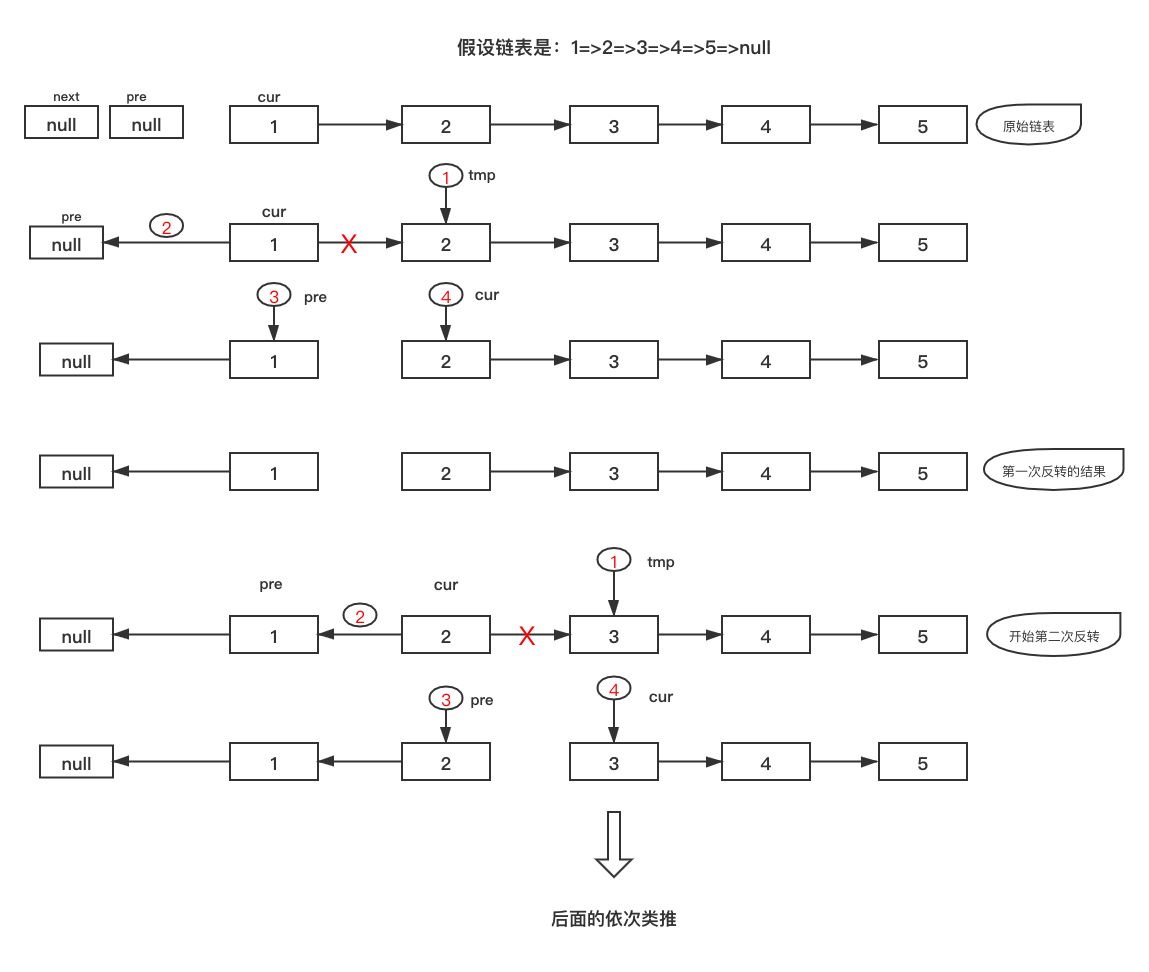 假设链表是：1=>2=>3=>4=>5=>null
next pre cur
null null 1 2 3 4 5 原始链表
1 tmp
pre 2 cur
null 1 X 2 3 4 5
3 pre 4 cur
null 1 2 3 4 5
null 1 2 3 4 5 第一次反转的结果
1 tmp
pre cur
2
null 1 2 X 3 4 5 开始第二次反转
3 pre 4 cur
null 1 2 3 4 5
后面的依次类推